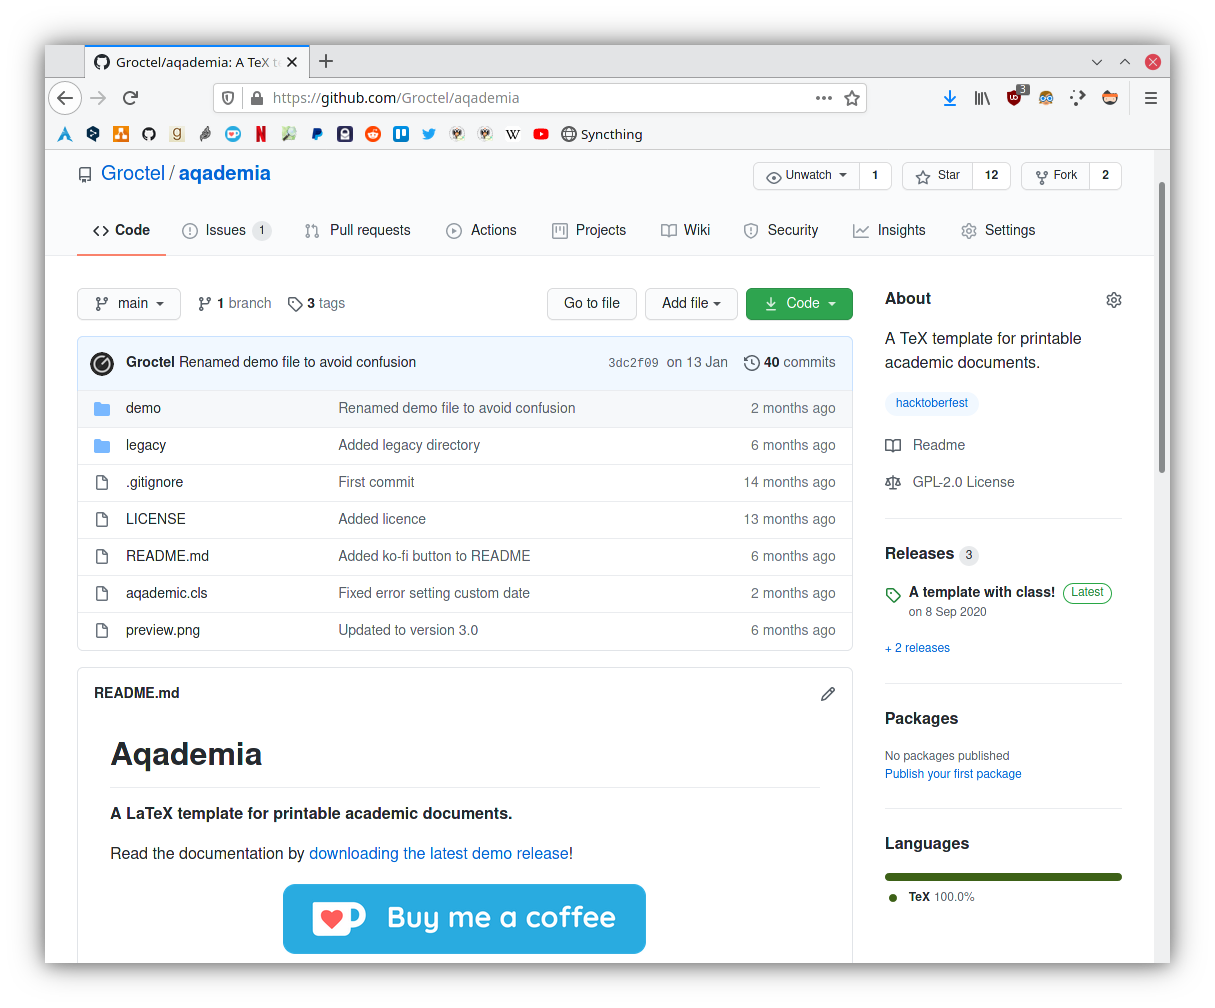 Groctel/aqademia: A TeX t
https://github.com/Groctel/aqademia
3
Syncthing
Groctel / aqademia
Unwatch 1 Star 12 Fork 2
Code Issues 1 Pull requests Actions Projects Wiki Security Insights Settings
main 1 branch 3 tags Go to file Add file Code
Groctel Renamed demo file to avoid confusion 3dc2f09 on 13 Jan 40 commits
demo Renamed demo file to avoid confusion 2 months ago
legacy Added legacy directory 6 months ago
.gitignore First commit 14 months ago
LICENSE Added licence 13 months ago
README.md Added ko-fi button to README 6 months ago
aqademic.cls Fixed error setting custom date 2 months ago
preview.png Updated to version 3.0 6 months ago
README.md
Aqademia
A LaTeX template for printable academic documents.
Read the documentation by downloading the latest demo release!
Buy me a coffee
About
A TeX template for printable
academic documents.
hacktoberfest
Readme
GPL-2.0 License
Releases 3
A template with class! Latest
on 8 Sep 2020
+ 2 releases
Packages
No packages published
Publish your first package
Languages
TeX 100.0%